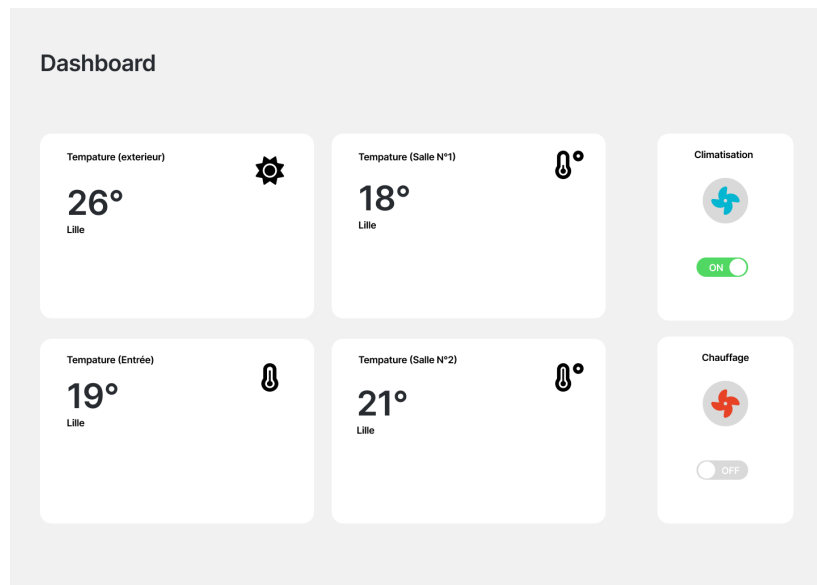 Dashboard
Tempature (exterieur)
26°
Lille
Tempature (Salle N°1)
18°
Lille
Climatisation
ON
Tempature (Entrée)
19°
Lille
Tempature (Salle N°2)
21°
Lille
Chauffage
OFF